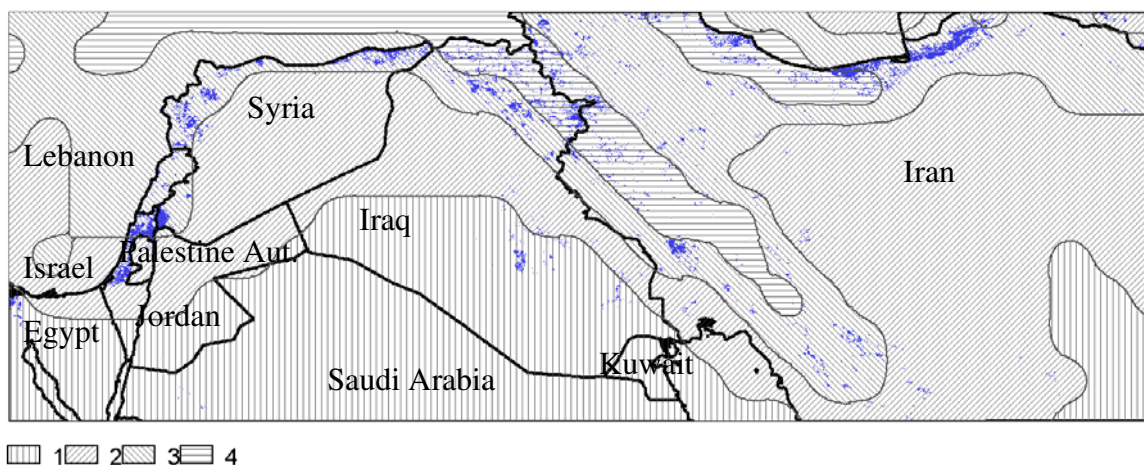 Syria
Lebanon
Iran
Iraq
Palestine Aut.
Israel
Jordan
Egypt
Kuwait
Saudi Arabia
1 2 3 4